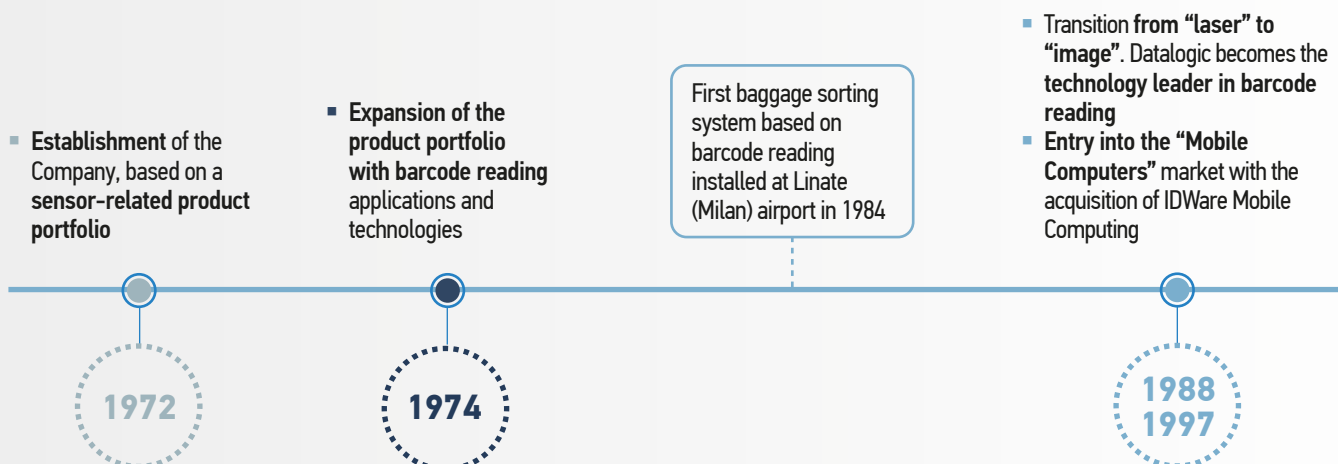 Establishment of the
Company, based on a
sensor-related product
portfolio
1972
Expansion of the
product portfolio
with barcode reading
applications and
technologies
1974
First baggage sorting
system based on
barcode reading
installed at Linate
(Milan) airport in 1984
Transition from “laser” to
“image”. Datalogic becomes the
technology leader in barcode
reading
Entry into the “Mobile
Computers” market with the
acquisition of IDWare Mobile
Computing
1988
1997